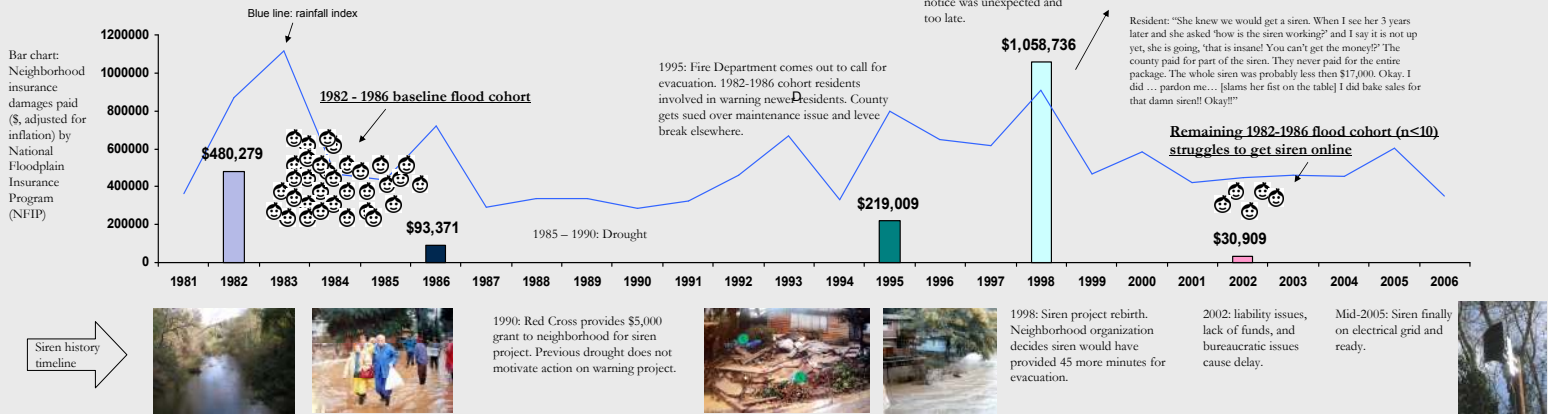 notice was unexpected and
too late.
Blue line: rainfall index
Resident: “She knew we would get a siren. When I see her 3 years
later and she asked ‘how is the siren working?’ and I say it is not up
yet, she is going, ‘that is insane! You can’t get the money!?’ The
county paid for part of the siren. They never paid for the entire
package. The whole siren was probably less then $17,000. Okay. I
did … pardon me… [slams her fist on the table] I did bake sales for
that damn siren!! Okay!!”
Bar chart:
Neighborhood
insurance
damages paid
($, adjusted for
inflation) by
National
Floodplain
Insurance
Program
(NFIP)
1200000
1000000
800000
600000
400000
200000
0
1982 - 1986 baseline flood cohort
1995: Fire Department comes out to call for
evacuation. 1982-1986 cohort residents
involved in warning newer residents. County
gets sued over maintenance issue and levee
break elsewhere.
D
Remaining 1982-1986 flood cohort (n<10)
struggles to get siren online
$480,279
$93,371
1985 – 1990: Drought
$219,009
$1,058,736
$30,909
1981 1982 1983 1984 1985 1986 1987 1988 1989 1990 1991 1992 1993 1994 1995 1996 1997 1998 1999 2000 2001 2002 2003 2004 2005 2006
Siren history
timeline
1990: Red Cross provides $5,000
grant to neighborhood for siren
project. Previous drought does not
motivate action on warning project.
1998: Siren project rebirth.
Neighborhood organization
decides siren would have
provided 45 more minutes for
evacuation.
2002: liability issues,
lack of funds, and
bureaucratic issues
cause delay.
Mid-2005: Siren finally
on electrical grid and
ready.